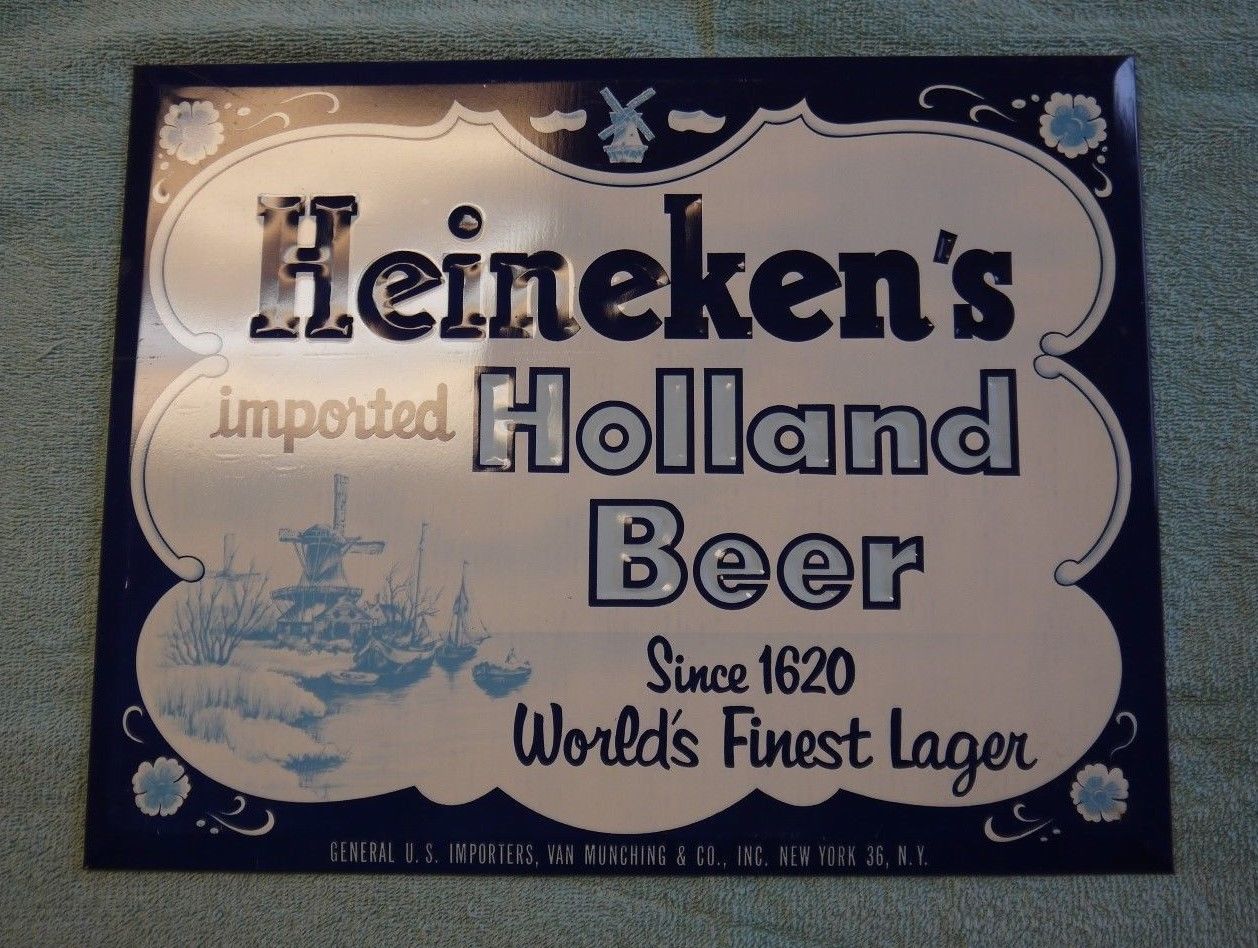 Heineken's
imported Holland
Beer
Since 1620
World's Finest Lager
GENERAL U. S. IMPORTERS, VAN MUNCHING & CO., INC. NEW YORK 36, N.Y.